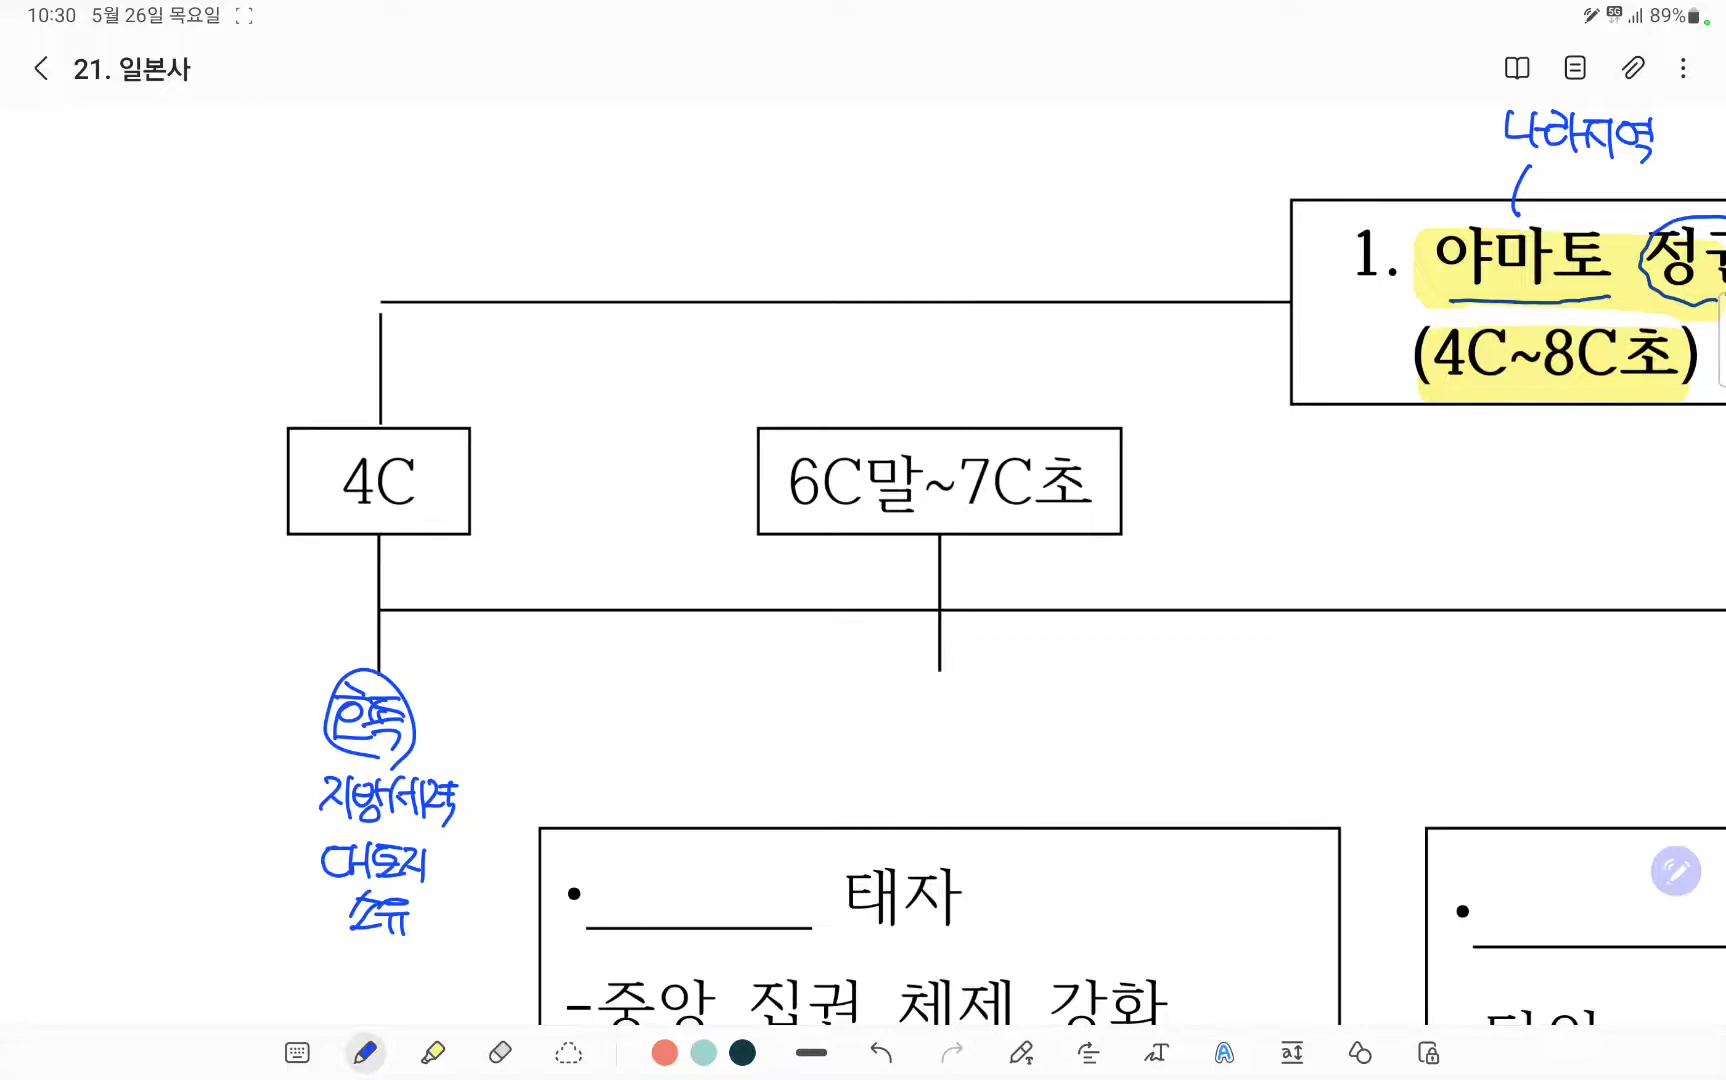 10:30 5월 26일 목요일
5G 89%
21. 일본사
나라지역
1. 야마토 정권
(4C~8C초)
4C
6C말~7C초
호족
지방세력
대토지
소유
• 태자
-중앙 집권 체제 강화
•